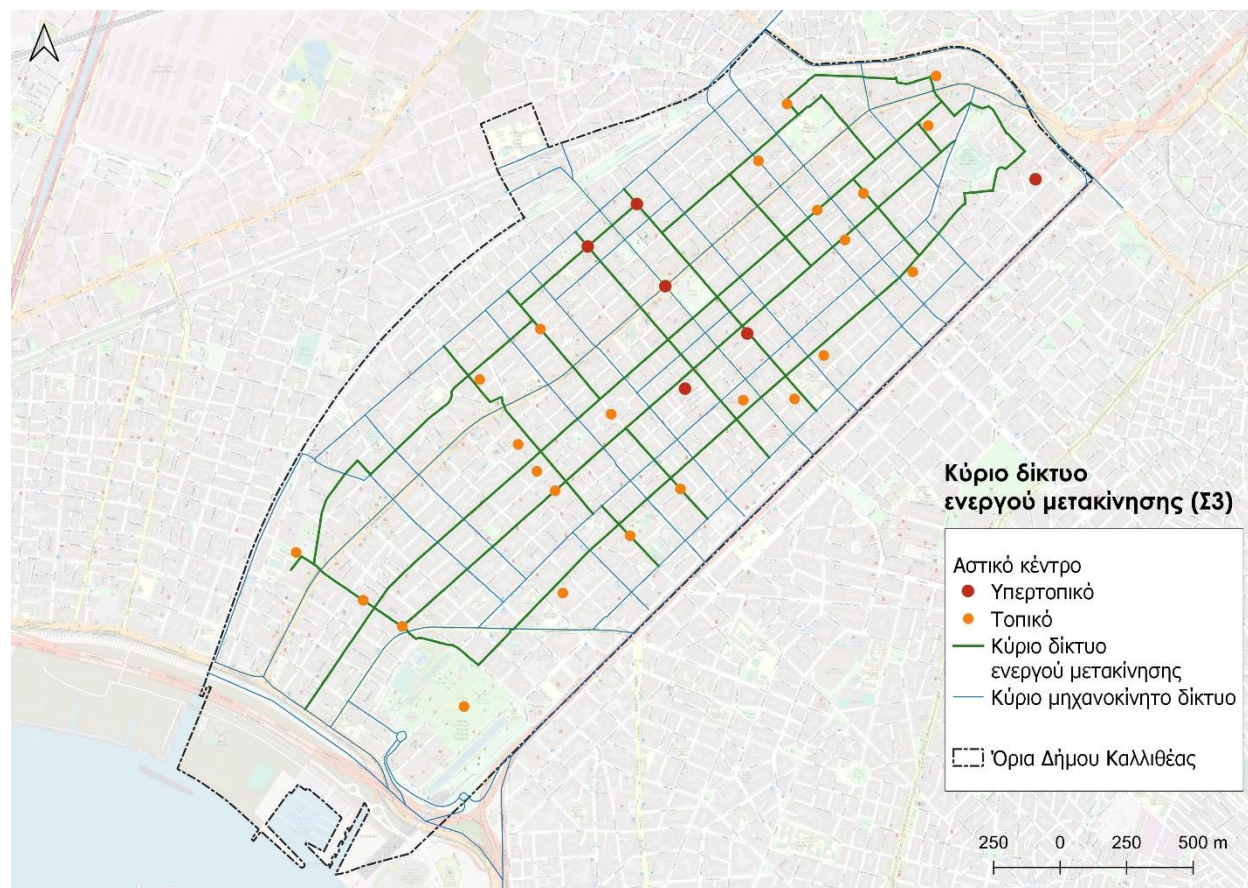 Κύριο δίκτυο
ενεργού μετακίνησης (Σ3)
Αστικό κέντρο
Υπερτοπικό
Τοπικό
Κύριο δίκτυο
ενεργού μετακίνησης
Κύριο μηχανοκίνητο δίκτυο
Όρια Δήμου Καλλιθέας
250 0 250 500 m